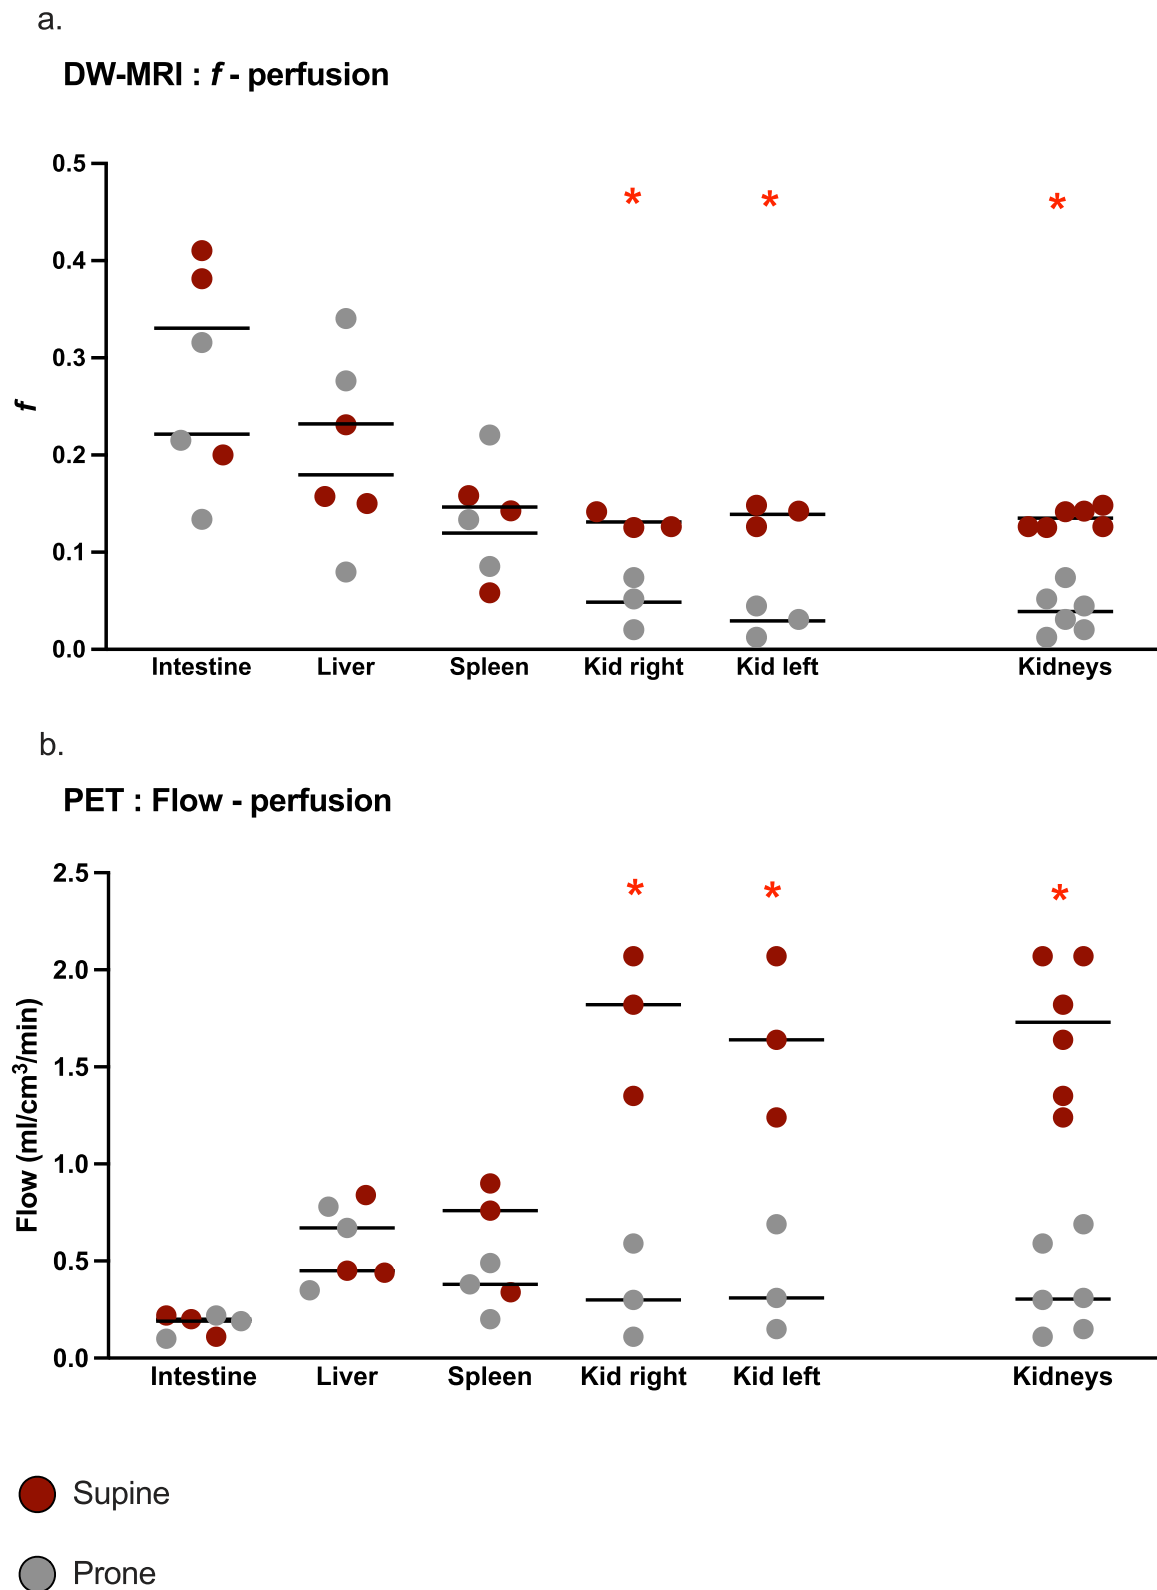 a.
DW-MRI : f - perfusion
0.5
0.4
0.3
0.2
0.1
0.0
f
* * *
Intestine Liver Spleen Kid right Kid left Kidneys
b.
PET : Flow - perfusion
2.5
2.0
1.5
1.0
0.5
0.0
Flow (ml/cm³/min)
* * *
Intestine Liver Spleen Kid right Kid left Kidneys
Supine
Prone